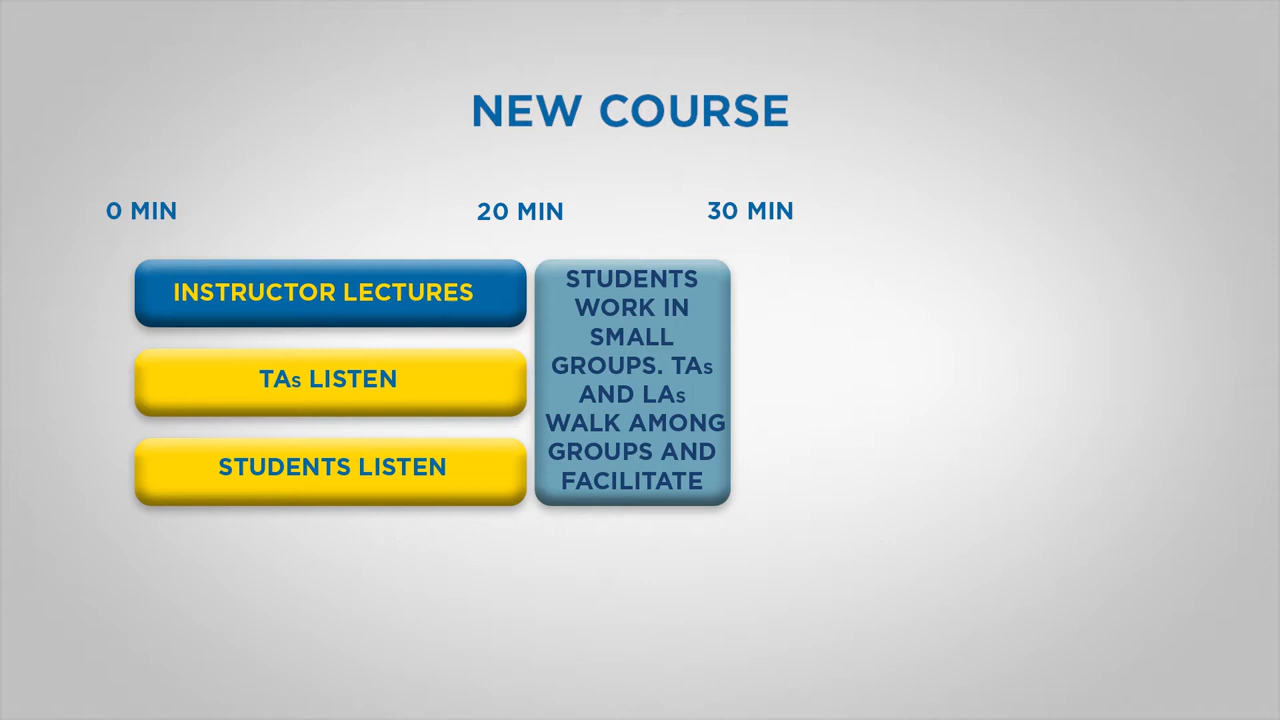 NEW COURSE
0 MIN
20 MIN
30 MIN
INSTRUCTOR LECTURES
TAs LISTEN
STUDENTS LISTEN
STUDENTS
WORK IN
SMALL
GROUPS. TAs
AND LAs
WALK AMONG
GROUPS AND
FACILITATE